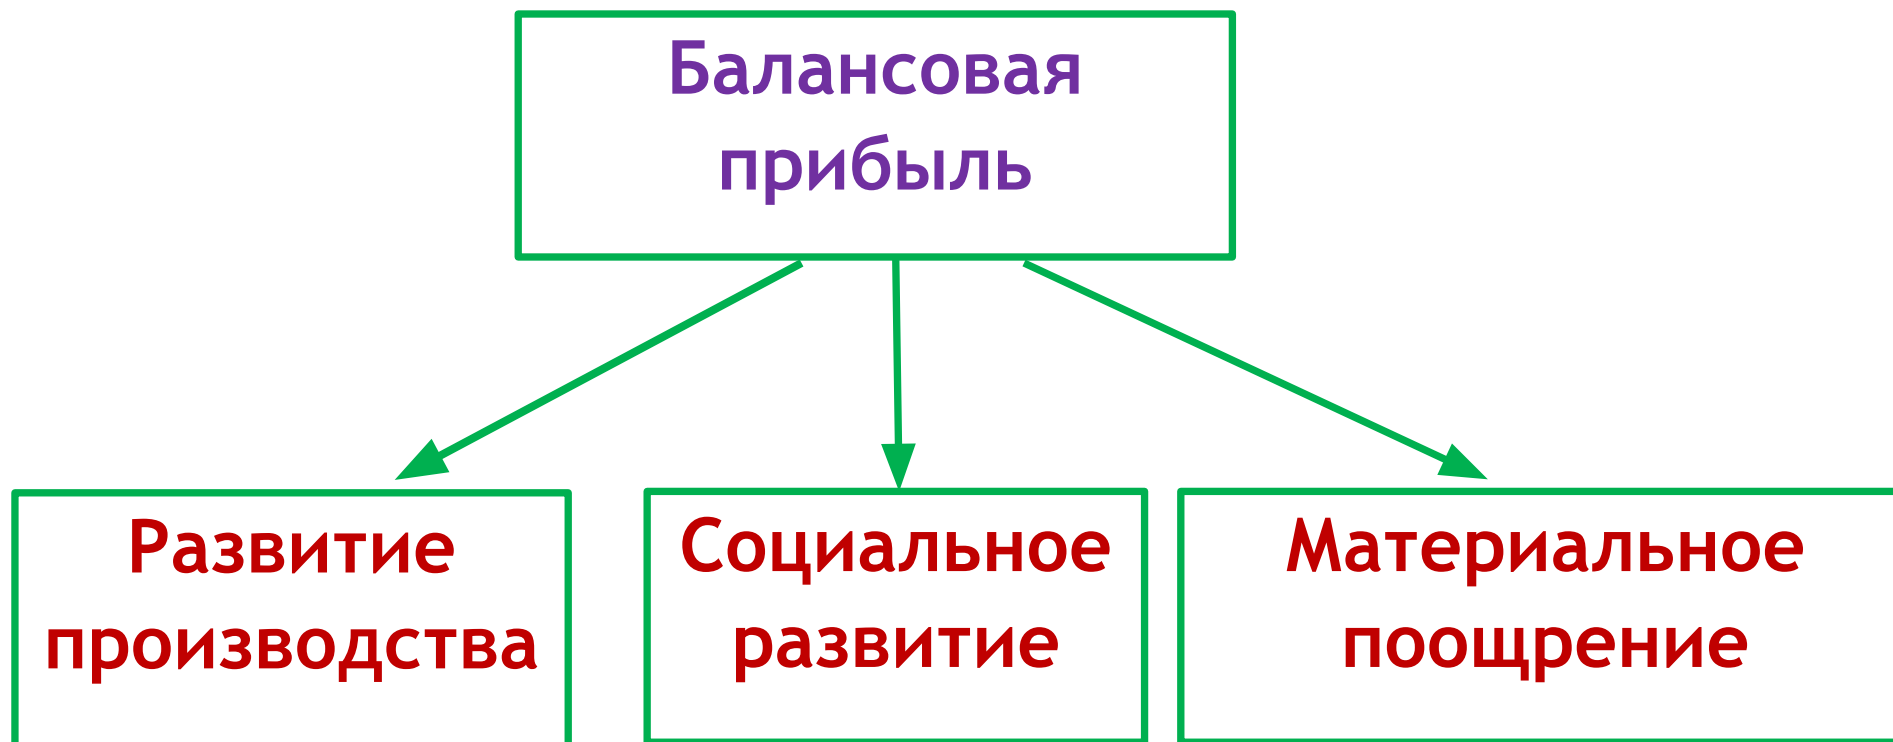 Балансовая
прибыль
Развитие
производства
Социальное
развитие
Материальное
поощрение